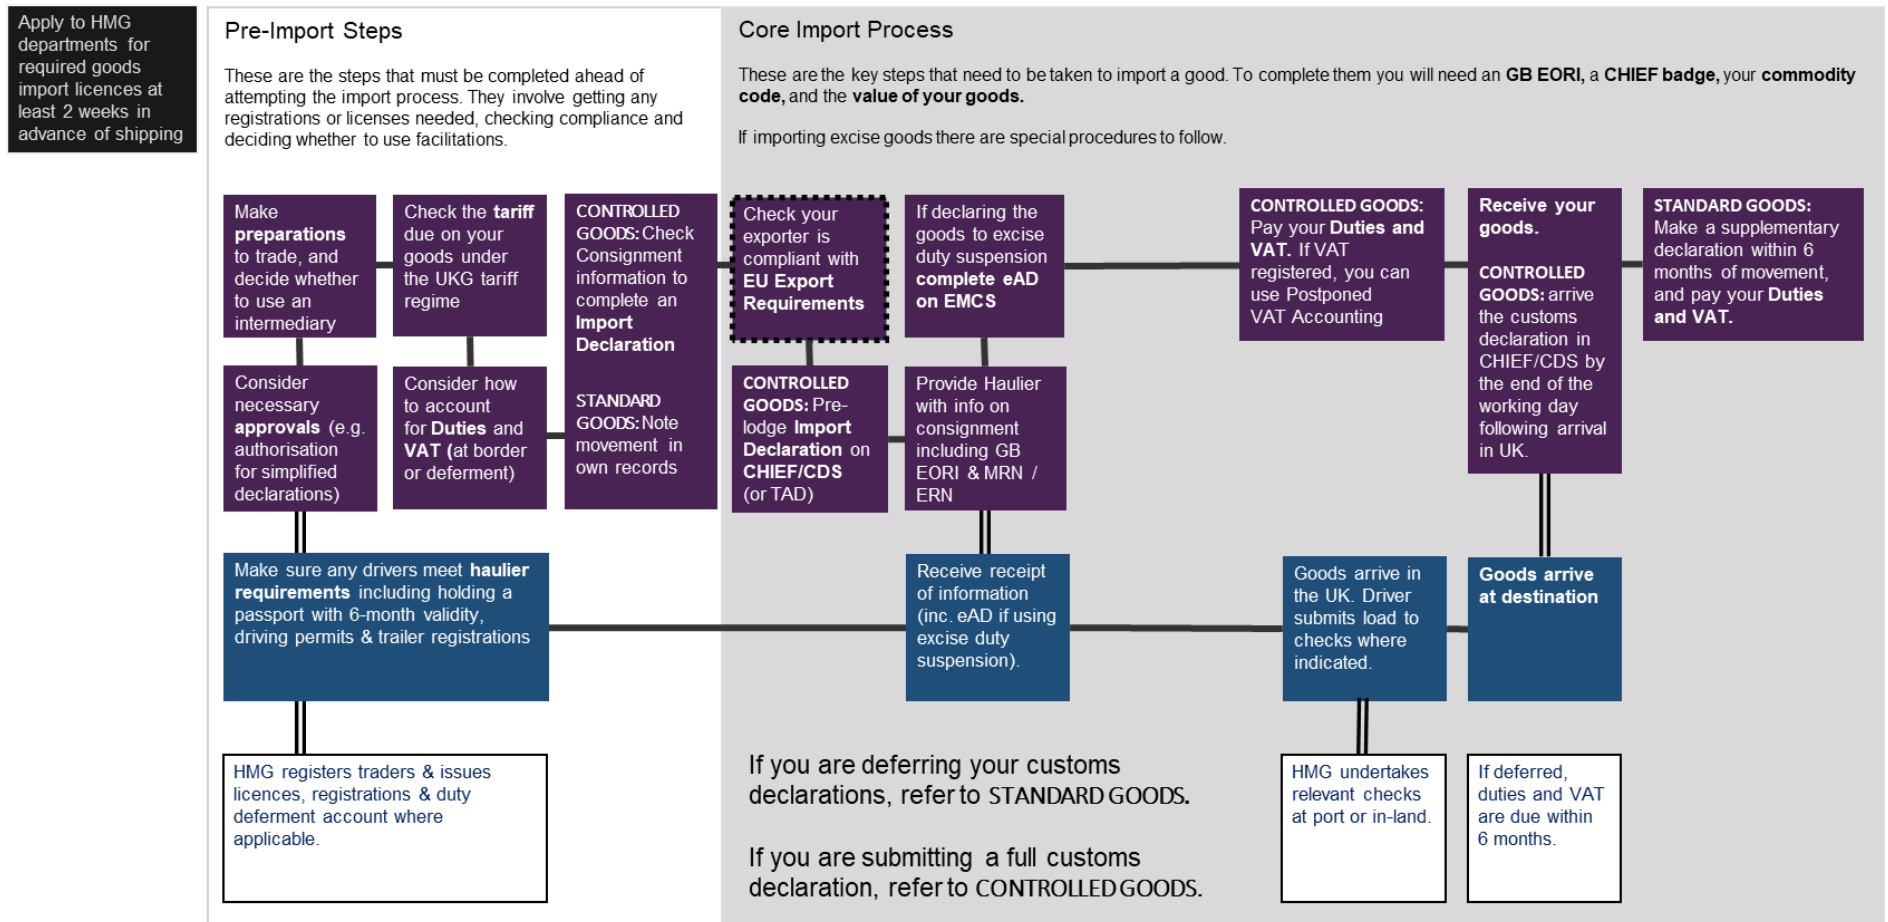 Apply to HMG
departments for
required goods
import licences at
least 2 weeks in
advance of shipping
Pre-Import Steps
These are the steps that must be completed ahead of
attempting the import process. They involve getting any
registrations or licenses needed, checking compliance and
deciding whether to use facilitations.
Core Import Process
These are the key steps that need to be taken to import a good. To complete them you will need an GB EORI, a CHIEF badge, your commodity
code, and the value of your goods.
If importing excise goods there are special procedures to follow.
Make
preparations
to trade, and
decide whether
to use an
intermediary
Consider
necessary
approvals (e.g.
authorisation
for simplified
declarations)
Check the tariff
due on your
goods under
the UKG tariff
regime
Consider how
to account
for Duties and
VAT (at border
or deferment)
CONTROLLED
GOODS: Check
Consignment
information to
complete an
Import
Declaration
STANDARD
GOODS: Note
movement in
own records
Check your
exporter is
compliant with
EU Export
Requirements
CONTROLLED
GOODS: Pre-
lodge Import
Declaration on
CHIEF/CDS
(or TAD)
If declaring the
goods to excise
duty suspension
complete eAD
on EMCS
Provide Haulier
with info on
consignment
including GB
EORI & MRN /
ERN
CONTROLLED GOODS:
Pay your Duties and
VAT. If VAT
registered, you can
use Postponed
VAT Accounting
Receive your
goods.
CONTROLLED
GOODS: arrive
the customs
declaration in
CHIEF/CDS by
the end of the
working day
following arrival
in UK.
STANDARD GOODS:
Make a supplementary
declaration within 6
months of movement,
and pay your Duties
and VAT.
Make sure any drivers meet haulier
requirements including holding a
passport with 6-month validity,
driving permits & trailer registrations
Receive receipt
of information
(inc. eAD if using
excise duty
suspension).
Goods arrive in
the UK. Driver
submits load to
checks where
indicated.
Goods arrive
at destination
HMG registers traders & issues
licences, registrations & duty
deferment account where
applicable.
If you are deferring your customs
declarations, refer to STANDARD GOODS.
If you are submitting a full customs
declaration, refer to CONTROLLED GOODS.
HMG undertakes
relevant checks
at port or in-land.
If deferred,
duties and VAT
are due within
6 months.